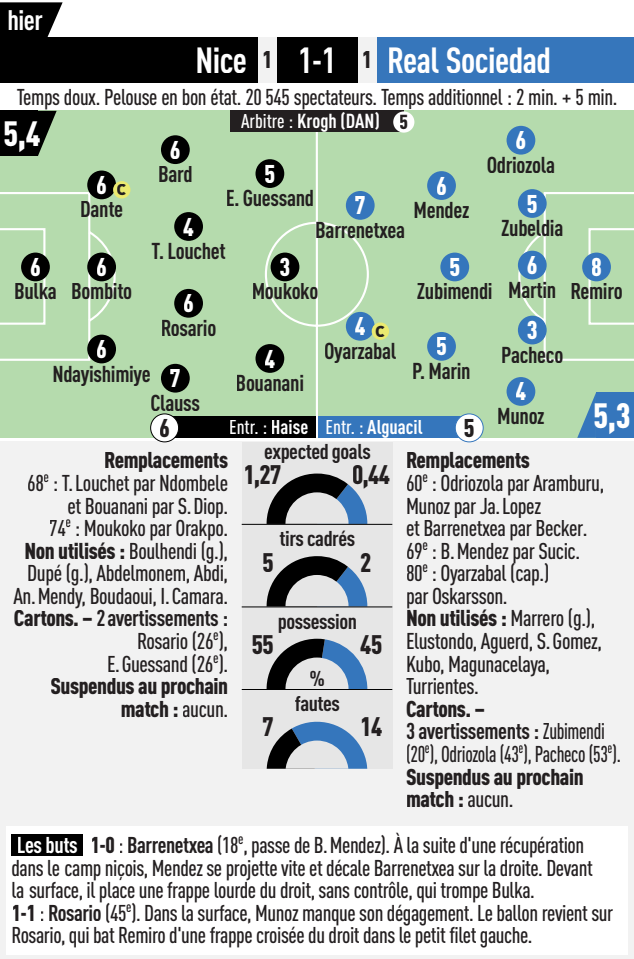 hier
Nice 1 1-1 1 Real Sociedad
Temps doux. Pelouse en bon état. 20 545 spectateurs. Temps additionnel : 2 min. + 5 min.
Arbitre : Krogh (DAN) 5
5,4
6
Bard
6 C
Dante
5
E. Guessand
4
T. Louchet
6
Bulka
6
Bombito
3
Moukoko
6
Rosario
6
Ndayishimiye
7
Clauss
4
Bouanani
6
Odriozola
6
Mendez
7
Barrenetxea
5
Zubeldia
5
Zubimendi
6
Martin
8
Remiro
4 C
Oyarzabal
5
P. Marin
3
Pacheco
4
Munoz
5,3
6 Entr. : Haise
Entr. : Alguacil 5
Remplacements
68e : T. Louchet par Ndombele
et Bouanani par S. Diop.
74e : Moukoko par Orakpo.
Non utilisés : Boulhendi (g.),
Dupé (g.), Abdelmonem, Abdi,
An. Mendy, Boudaoui, I. Camara.
Cartons. – 2 avertissements :
Rosario (26e),
E. Guessand (26e).
Suspendus au prochain
match : aucun.
expected goals
1,27 0,44
tirs cadrés
5 2
possession
55 45
%
fautes
7 14
Remplacements
60e : Odriozola par Aramburu,
Munoz par Ja. Lopez
et Barrenetxea par Becker.
69e : B. Mendez par Sucic.
80e : Oyarzabal (cap.)
par Oskarsson.
Non utilisés : Marrero (g.),
Elustondo, Aguerd, S. Gomez,
Kubo, Magunacelaya,
Turrientes.
Cartons. –
3 avertissements : Zubimendi
(20e), Odriozola (43e), Pacheco (53e).
Suspendus au prochain
match : aucun.
Les buts 1-0 : Barrenetxea (18e, passe de B. Mendez). À la suite d'une récupération
dans le camp niçois, Mendez se projette vite et décale Barrenetxea sur la droite. Devant
la surface, il place une frappe lourde du droit, sans contrôle, qui trompe Bulka.
1-1 : Rosario (45e). Dans la surface, Munoz manque son dégagement. Le ballon revient sur
Rosario, qui bat Remiro d'une frappe croisée du droit dans le petit filet gauche.